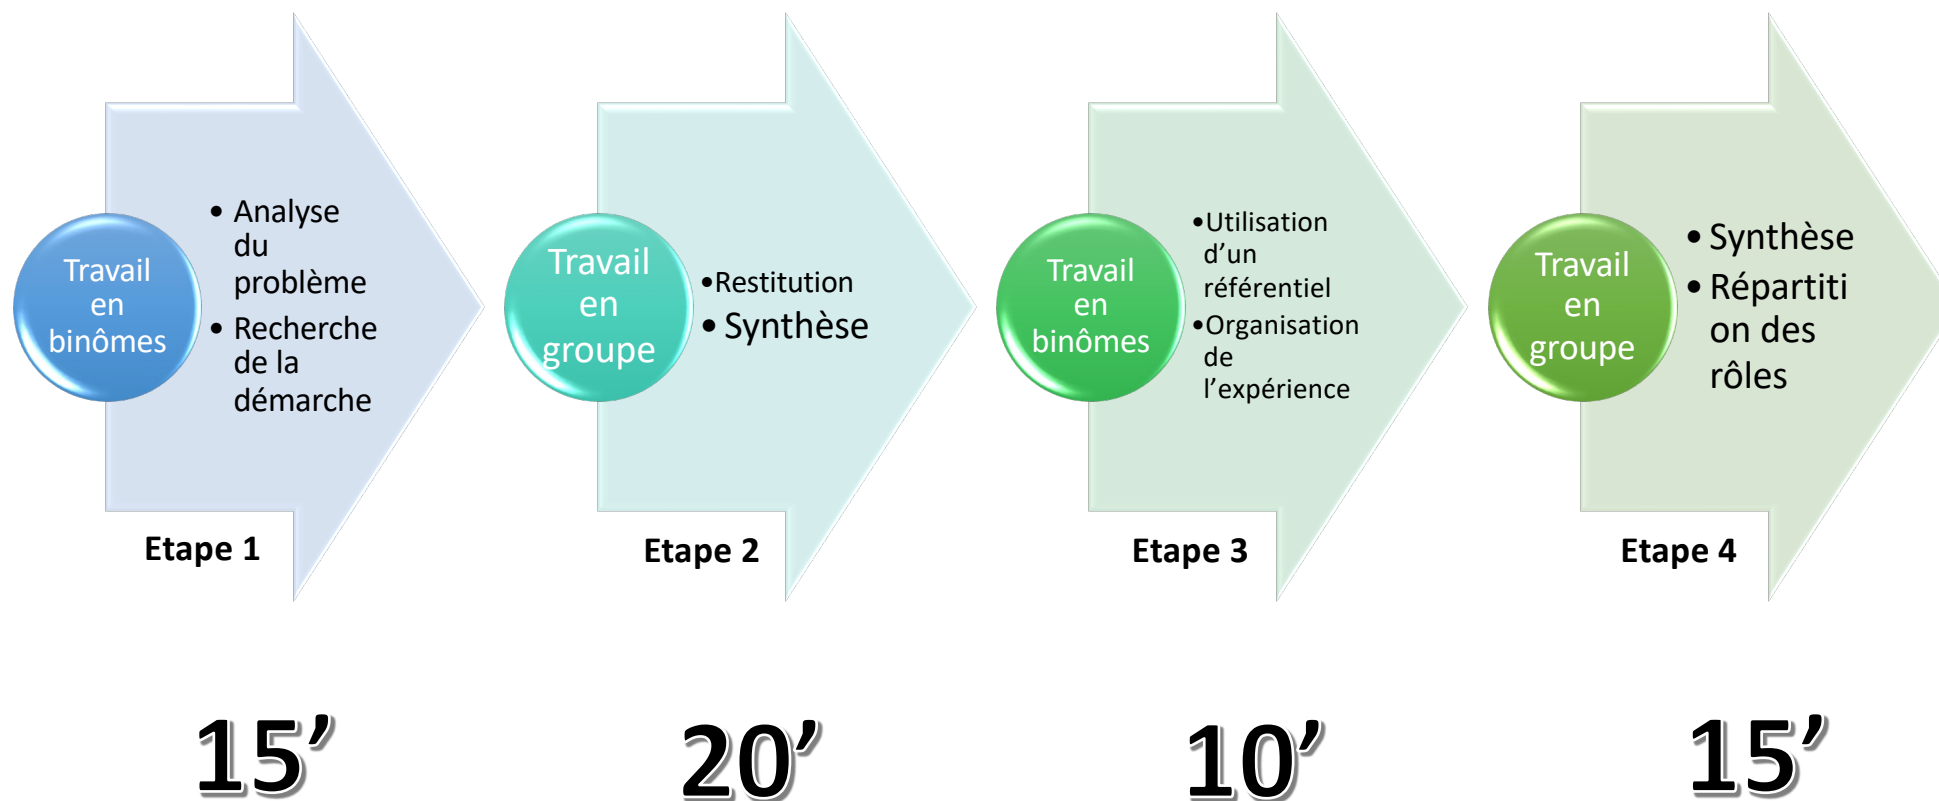 Travail
en
binômes
• Analyse
du
problème
• Recherche
de la
démarche
Etape 1
15’
Travail
en
groupe
•Restitution
• Synthèse
Etape 2
20’
Travail
en
binômes
•Utilisation
d’un
référentiel
•Organisation
de
l’expérience
Etape 3
10’
Travail
en
groupe
• Synthèse
• Répartiti
on des
rôles
Etape 4
15’